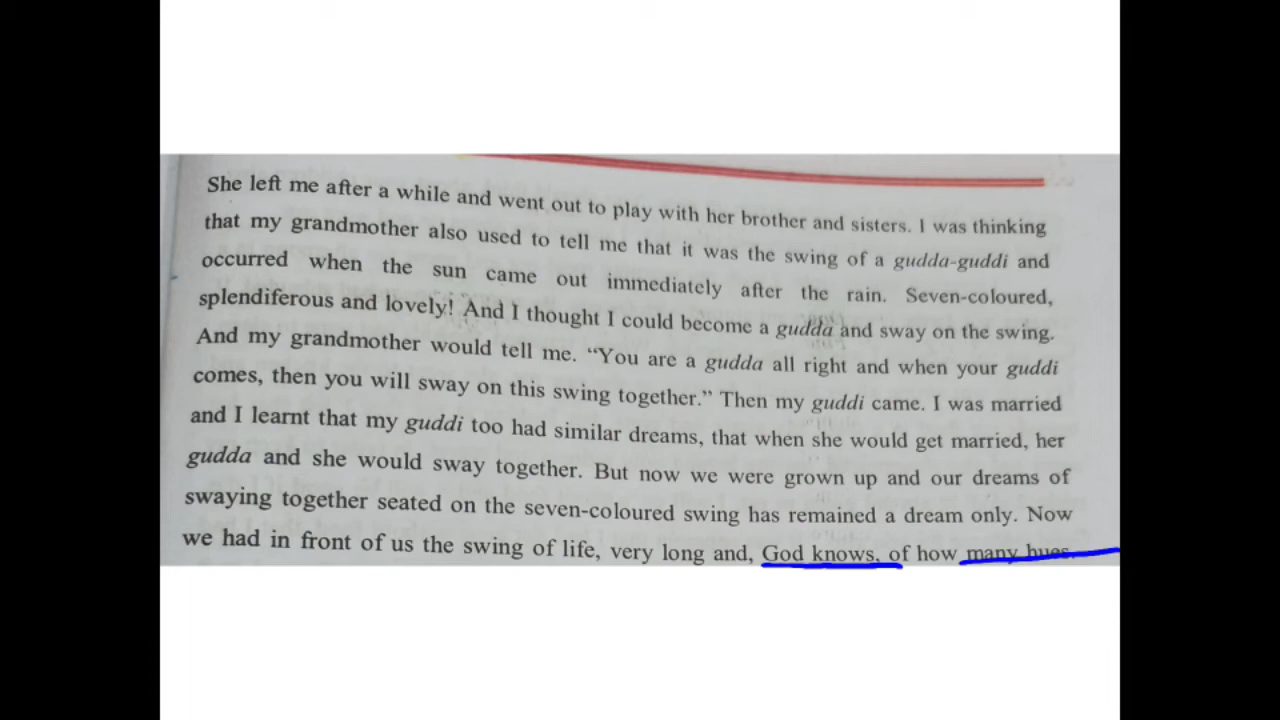 She left me after a while and went out to play with her brother and sisters. I was thinking
that my grandmother also used to tell me that it was the swing of a gudda-guddi and
occurred when the sun came out immediately after the rain. Seven-coloured,
splendiferous and lovely! And I thought I could become a gudda and sway on the swing.
And my grandmother would tell me. “You are a gudda all right and when your guddi
comes, then you will sway on this swing together.” Then my guddi came. I was married
and I learnt that my guddi too had similar dreams, that when she would get married, her
gudda and she would sway together. But now we were grown up and our dreams of
swaying together seated on the seven-coloured swing has remained a dream only. Now
we had in front of us the swing of life, very long and, God knows, of how many hues.